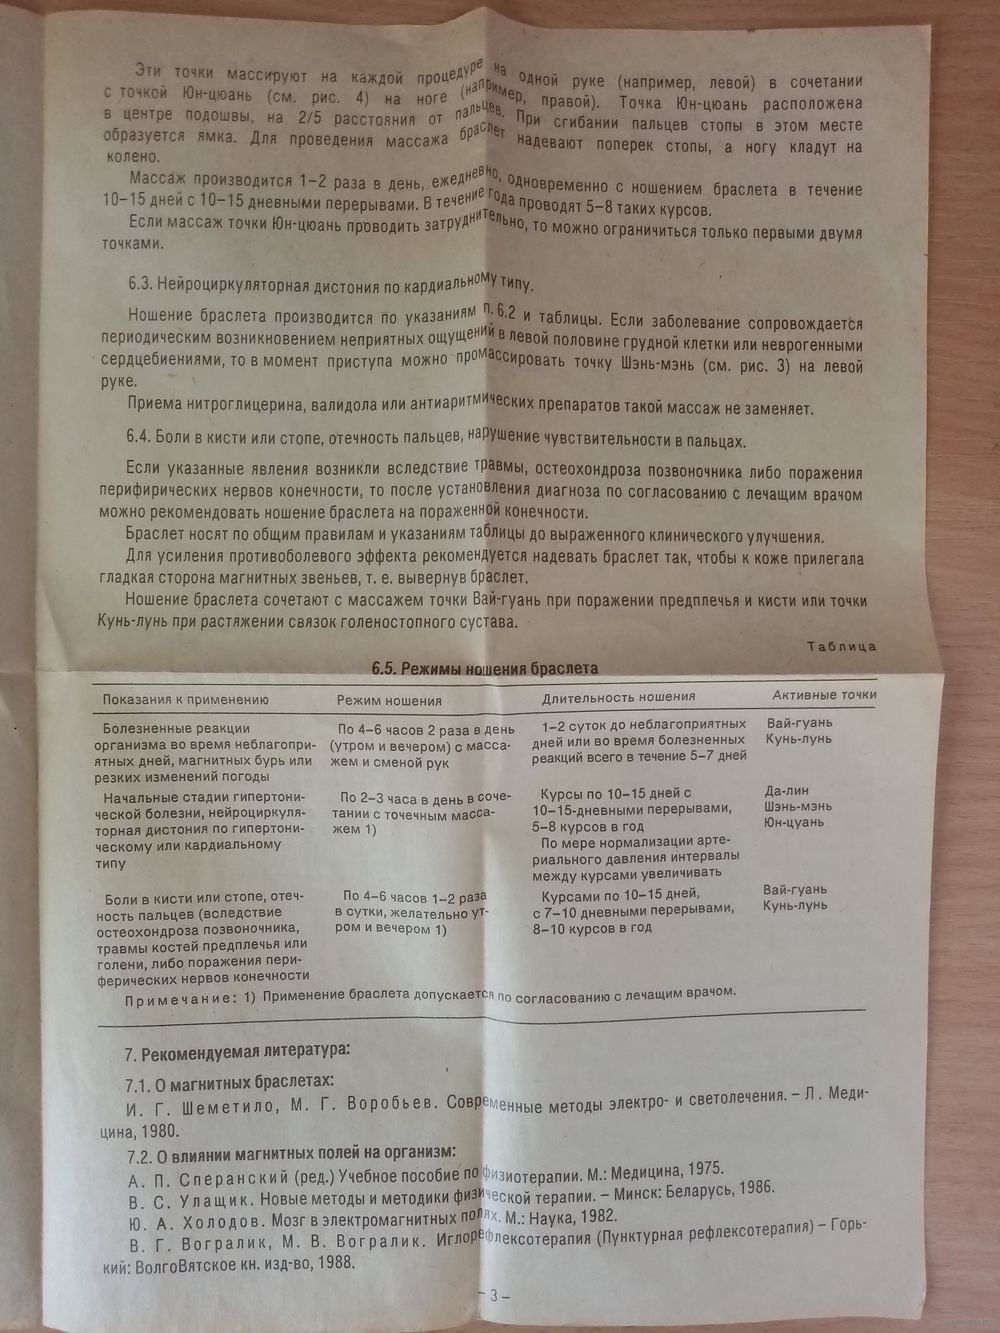 Эти точки массируют на каждой процедуре на одной руке (например, левой) в сочетании
с точкой Юн-цюань (см. рис. 4) на ноге (например, правой). Точка Юн-цюань расположена
в центре подошвы, на 2/5 расстояния от пальцев. При сгибании пальцев стопы в этом месте
образуется ямка. Для проведения массажа браслет надевают поперек стопы, а ногу кладут на
колено.
Массаж производится 1–2 раза в день, ежедневно, одновременно с ношением браслета в течение
10–15 дней с 10–15 дневными перерывами. В течение года проводят 5–8 таких курсов.
Если массаж точки Юн-цюань проводить затруднительно, то можно ограничиться только первыми двумя
точками.
6.3. Нейроциркуляторная дистония по кардиальному типу.
Ношение браслета производится по указаниям п. 6.2 и таблицы. Если заболевание сопровождается
периодическим возникновением неприятных ощущений в левой половине грудной клетки или неврогенными
сердцебиениями, то в момент приступа можно промассировать точку Шэнь-мэнь (см. рис. 3) на левой
руке.
Приема нитроглицерина, валидола или антиаритмических препаратов такой массаж не заменяет.
6.4. Боли в кисти или стопе, отечность пальцев, нарушение чувствительности в пальцах.
Если указанные явления возникли вследствие травмы, остеохондроза позвоночника либо поражения
перифирических нервов конечности, то после установления диагноза по согласованию с лечащим врачом
можно рекомендовать ношение браслета на пораженной конечности.
Браслет носят по общим правилам и указаниям таблицы до выраженного клинического улучшения.
Для усиления противоболевого эффекта рекомендуется надевать браслет так, чтобы к коже прилегала
гладкая сторона магнитных звеньев, т. е. вывернув браслет.
Ношение браслета сочетают с массажем точки Вай-гуань при поражении предплечья и кисти или точки
Кунь-лунь при растяжении связок голеностопного сустава.
Таблица
6.5. Режимы ношения браслета
Показания к применению Режим ношения Длительность ношения Активные точки
Болезненные реакции
организма во время неблагопри-
ятных дней, магнитных бурь или
резких изменений погоды
По 4–6 часов 2 раза в день
(утром и вечером) с масса-
жем и сменой рук
1–2 суток до неблагоприятных
дней или во время болезненных
реакций всего в течение 5–7 дней
Вай-гуань
Кунь-лунь
Начальные стадии гипертони-
ческой болезни, нейроциркуля-
торная дистония по гипертони-
ческому или кардиальному
типу
По 2–3 часа в день в соче-
тании с точечным масса-
жем 1)
Курсы по 10–15 дней с
10–15-дневными перерывами,
5–8 курсов в год
По мере нормализации арте-
риального давления интервалы
между курсами увеличивать
Да-лин
Шэнь-мэнь
Юн-цуань
Боли в кисти или стопе, отеч-
ность пальцев (вследствие
остеохондроза позвоночника,
травмы костей предплечья или
голени, либо поражения пери-
ферических нервов конечности
По 4–6 часов 1–2 раза
в сутки, желательно ут-
ром и вечером 1)
Курсами по 10–15 дней,
с 7–10 дневными перерывами,
8–10 курсов в год
Вай-гуань
Кунь-лунь
Примечание: 1) Применение браслета допускается по согласованию с лечащим врачом.
7. Рекомендуемая литература:
7.1. О магнитных браслетах:
И. Г. Шеметило, М. Г. Воробьев. Современные методы электро- и светолечения. – Л. Меди-
цина, 1980.
7.2. О влиянии магнитных полей на организм:
А. П. Сперанский (ред.) Учебное пособие по физиотерапии. М.: Медицина, 1975.
В. С. Улащик. Новые методы и методики физической терапии. – Минск: Беларусь, 1986.
Ю. А. Холодов. Мозг в электромагнитных полях. М.: Наука, 1982.
В. Г. Вогралик, М. В. Вогралик. Иглорефлексотерапия (Пунктурная рефлексотерапия) – Горь-
кий: ВолгоВятское кн. изд-во, 1988.
– 3 –